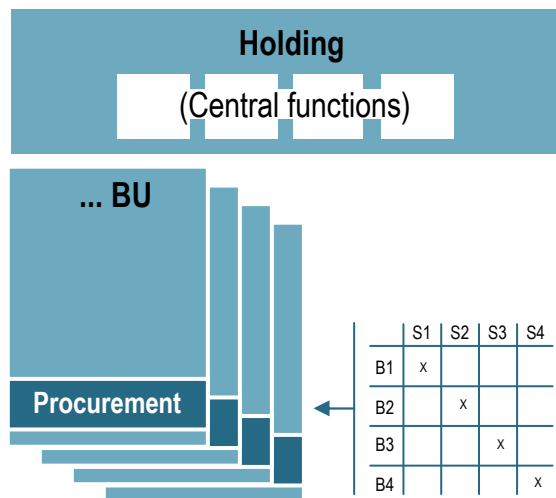 Holding
(Central functions)
... BU
Procurement
S1 S2 S3 S4
B1 x
B2 x
B3 x
B4 x